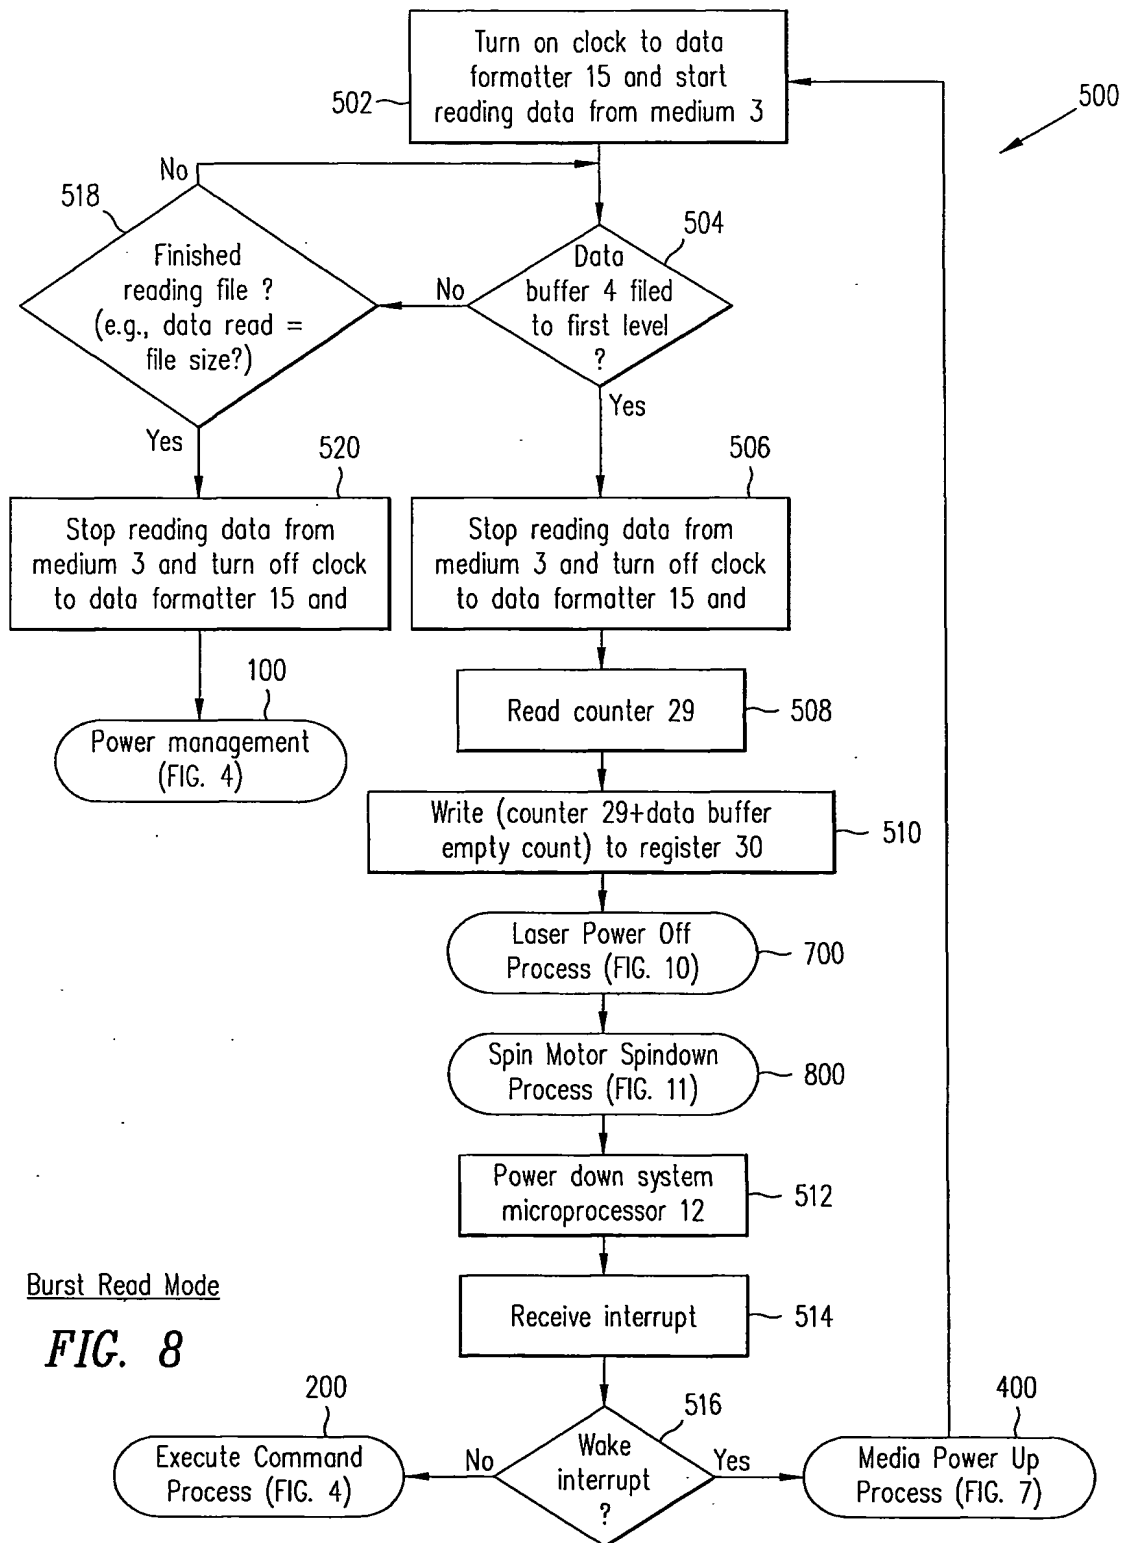 Turn on clock to data
formatter 15 and start
reading data from medium 3
502
500
No
518
504
Finished
reading file ?
(e.g., data read =
file size?)
No
Data
buffer 4 filed
to first level
?
Yes
Yes
520
506
Stop reading data from
medium 3 and turn off clock
to data formatter 15 and
Stop reading data from
medium 3 and turn off clock
to data formatter 15 and
100
Power management
(FIG. 4)
Read counter 29
508
Write (counter 29+data buffer
empty count) to register 30
510
Laser Power Off
Process (FIG. 10)
700
Spin Motor Spindown
Process (FIG. 11)
800
Power down system
microprocessor 12
512
Burst Read Mode
FIG. 8
Receive interrupt
514
200
516
400
Execute Command
Process (FIG. 4)
No
Wake
interrupt
?
Yes
Media Power Up
Process (FIG. 7)